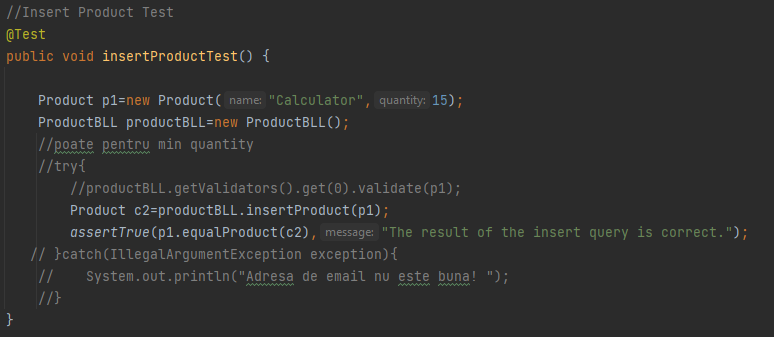 //Insert Product Test
@Test
public void insertProductTest() {
Product p1=new Product( name: "Calculator", quantity: 15);
ProductBLL productBLL=new ProductBLL();
//poate pentru min quantity
//try{
//productBLL.getValidators().get(0).validate(p1);
Product c2=productBLL.insertProduct(p1);
assertTrue(p1.equalProduct(c2), message: "The result of the insert query is correct.");
// }catch(IllegalArgumentException exception){
// System.out.println("Adresa de email nu este buna! ");
//}
}